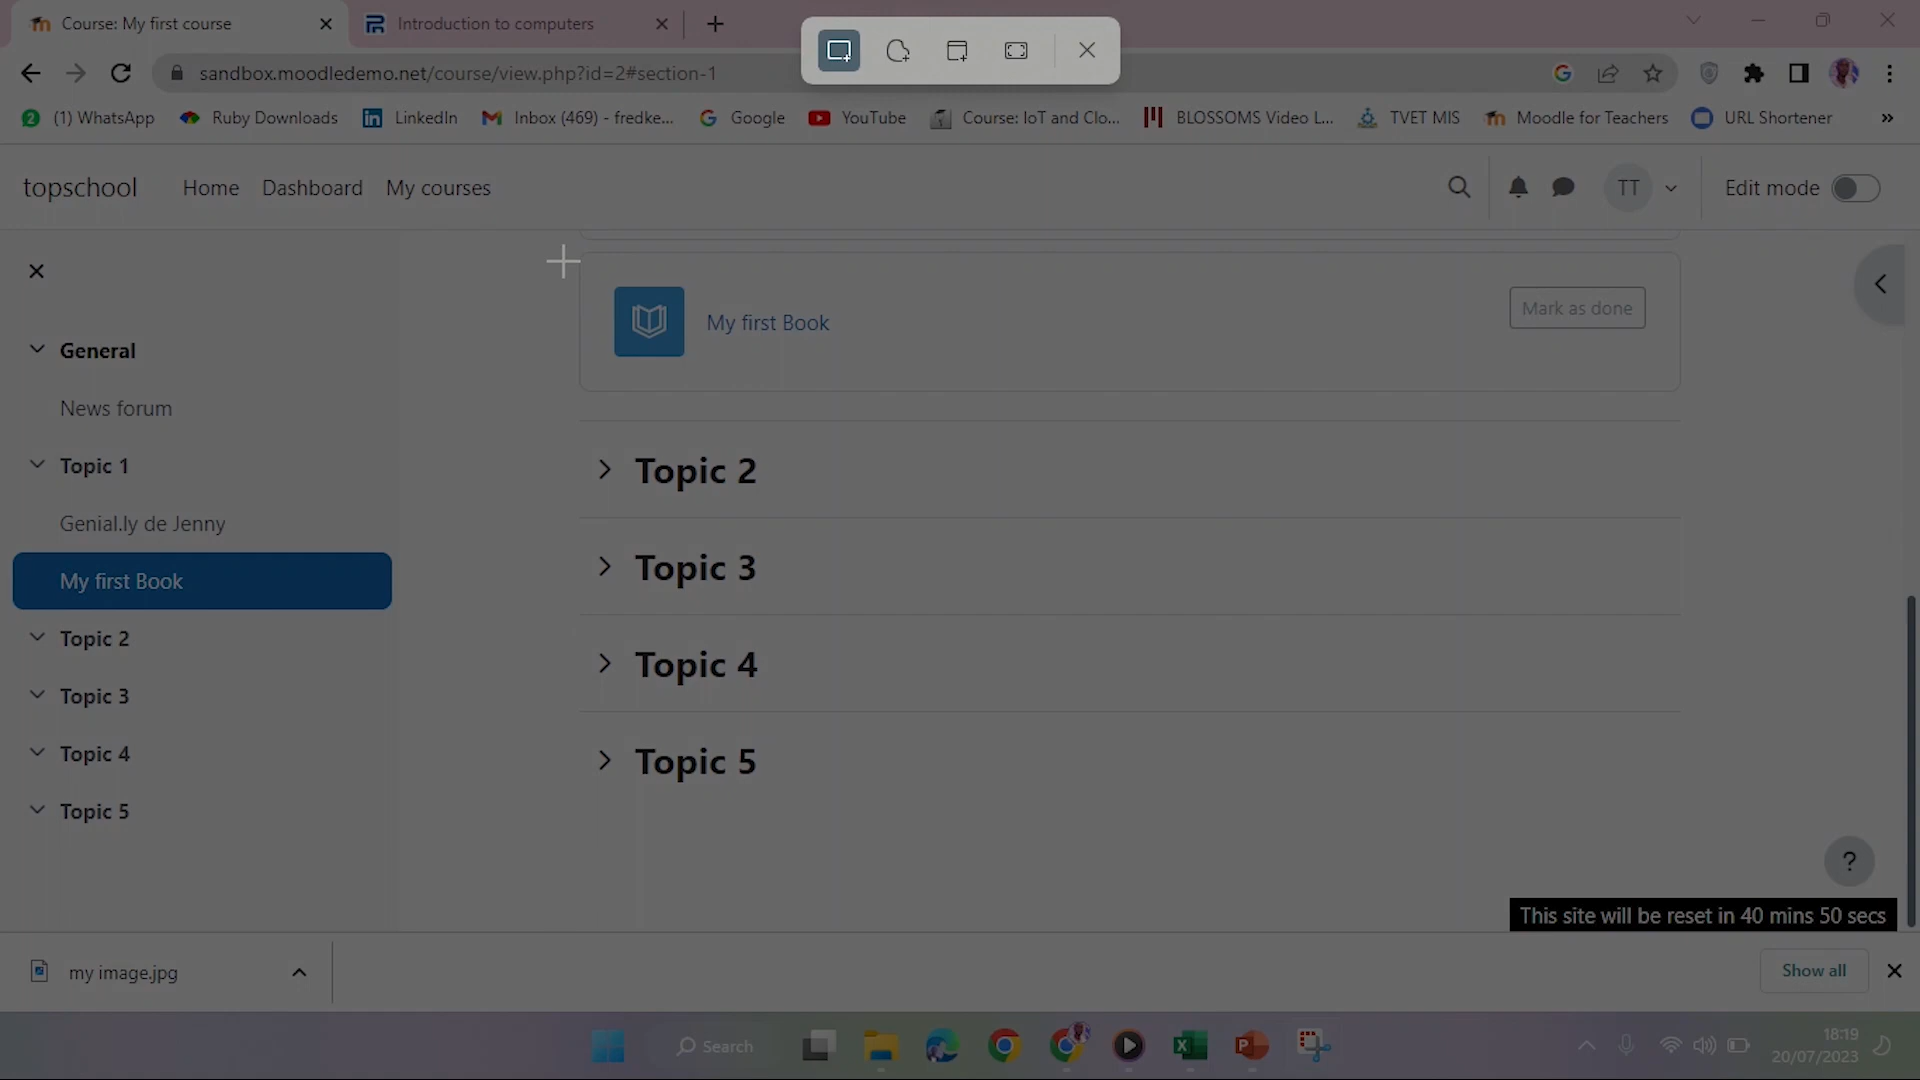 Course: My first course
Introduction to computers
sandbox.moodledemo.net/course/view.php?id=2#section-1
(1) WhatsApp
Ruby Downloads
LinkedIn
Inbox (469) - fredke...
Google
YouTube
Course: IoT and Clo...
BLOSSOMS Video L...
TVET MIS
Moodle for Teachers
URL Shortener
topschool
Home
Dashboard
My courses
TT
Edit mode
General
News forum
Topic 1
Genial.ly de Jenny
My first Book
Topic 2
Topic 3
Topic 4
Topic 5
My first Book
Mark as done
Topic 2
Topic 3
Topic 4
Topic 5
?
This site will be reset in 40 mins 50 secs
my image.jpg
Show all
Search
18:19
20/07/2023